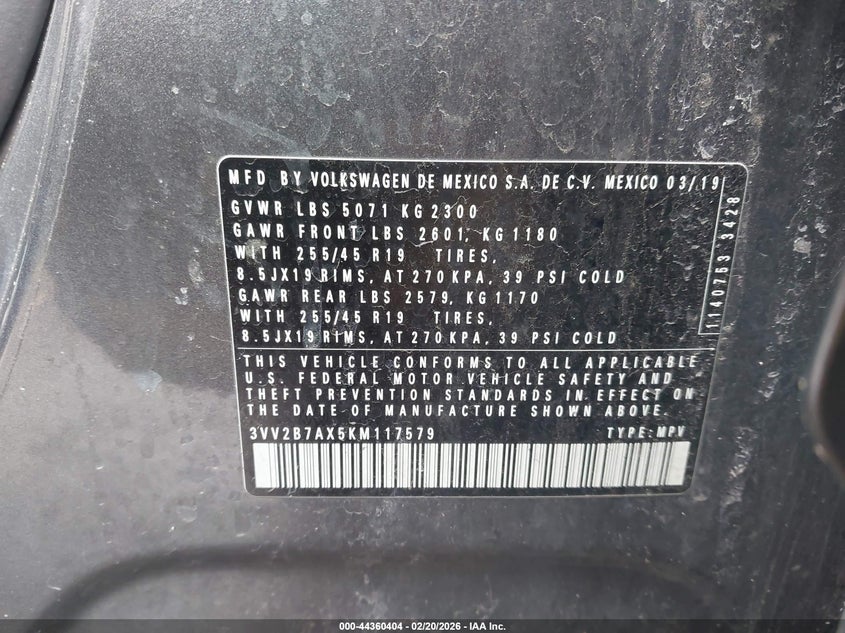 MFD. BY VOLKSWAGEN DE MEXICO S.A. DE C.V. MEXICO 03/19
GVWR LBS 5071 KG 2300
GAWR FRONT LBS 2601, KG 1180
WITH 255/45 R19 TIRES,
8.5JX19 RIMS, AT 270 KPA, 39 PSI COLD
GAWR REAR LBS 2579, KG 1170
WITH 255/45 R19 TIRES,
8.5JX19 RIMS, AT 270 KPA, 39 PSI COLD
THIS VEHICLE CONFORMS TO ALL APPLICABLE
U.S. FEDERAL MOTOR VEHICLE SAFETY AND
THEFT PREVENTION STANDARDS IN EFFECT ON
THE DATE OF MANUFACTURE SHOWN ABOVE.
3VV2B7AX5KM117579 TYPE: MPV
1140753 3428
000-44360404 - 02/20/2026 - IAA Inc.